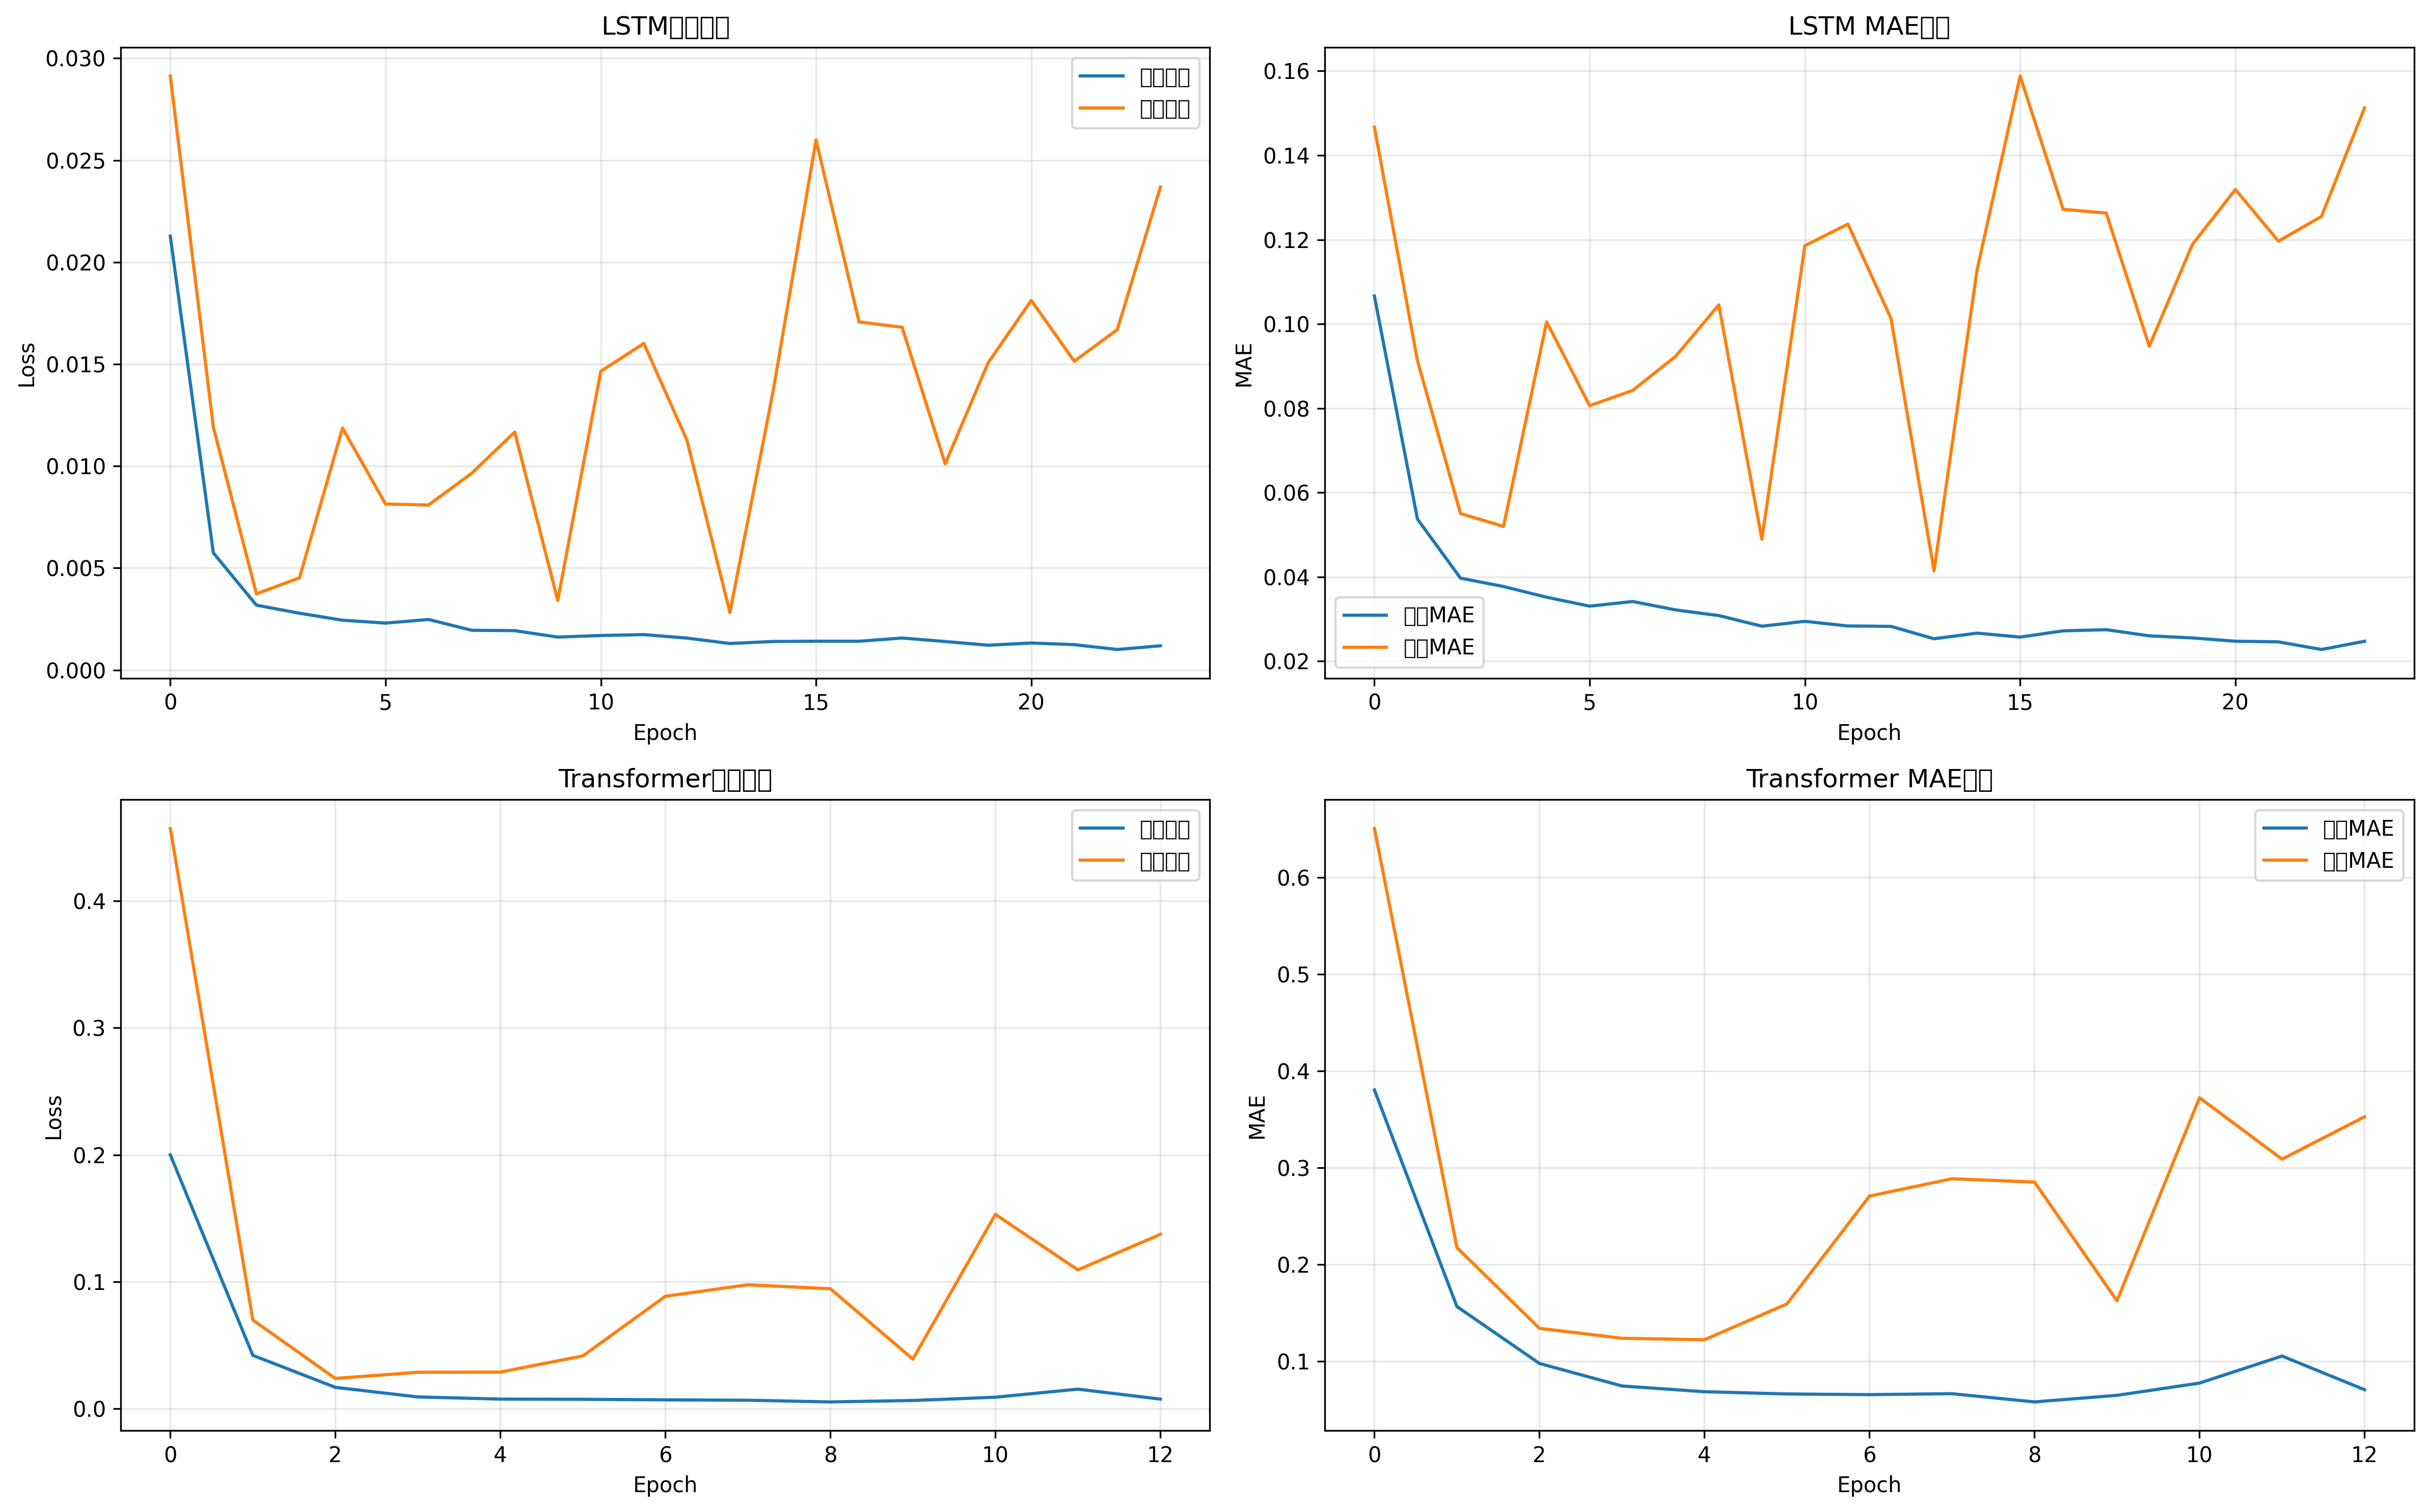 LSTM
0.030
0.025
0.020
0.015
0.010
0.005
0.000
Loss
0 5 10 15 20
Epoch
LSTM MAE
0.16
0.14
0.12
0.10
0.08
0.06
0.04
0.02
MAE
MAE
MAE
0 5 10 15 20
Epoch
Transformer
0.4
0.3
0.2
0.1
0.0
Loss
0 2 4 6 8 10 12
Epoch
Transformer MAE
MAE
MAE
0.6
0.5
0.4
0.3
0.2
0.1
MAE
0 2 4 6 8 10 12
Epoch